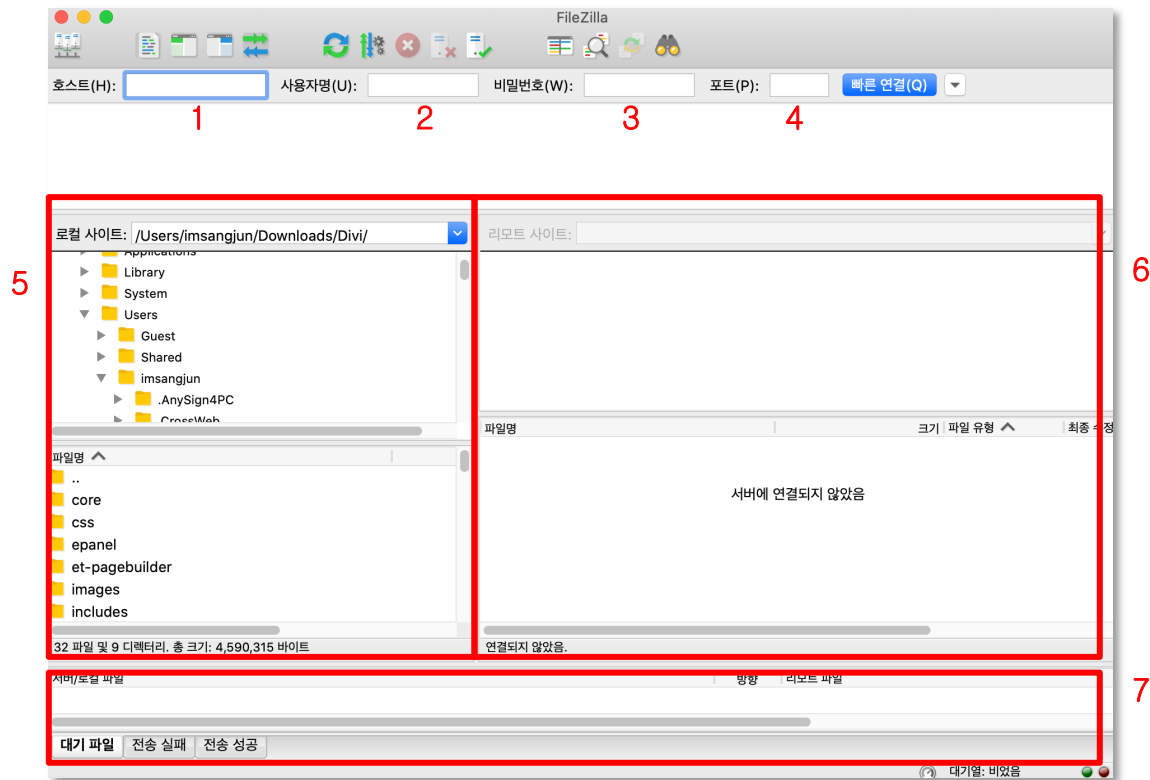 FileZilla
호스트(H): 사용자명(U): 비밀번호(W): 포트(P): 빠른 연결(Q)
1 2 3 4
로컬 사이트: /Users/imsangjun/Downloads/Divi/
리모트 사이트:
5
6
Applications
Library
System
Users
Guest
Shared
imsangjun
.AnySign4PC
.CrossWeb
파일명
..
core
css
epanel
et-pagebuilder
images
includes
32 파일 및 9 디렉터리. 총 크기: 4,590,315 바이트
파일명 크기 파일 유형 최종 수정
서버에 연결되지 않았음
연결되지 않았음.
서버/로컬 파일 방향 리모트 파일
7
대기 파일 전송 실패 전송 성공
대기열: 비었음